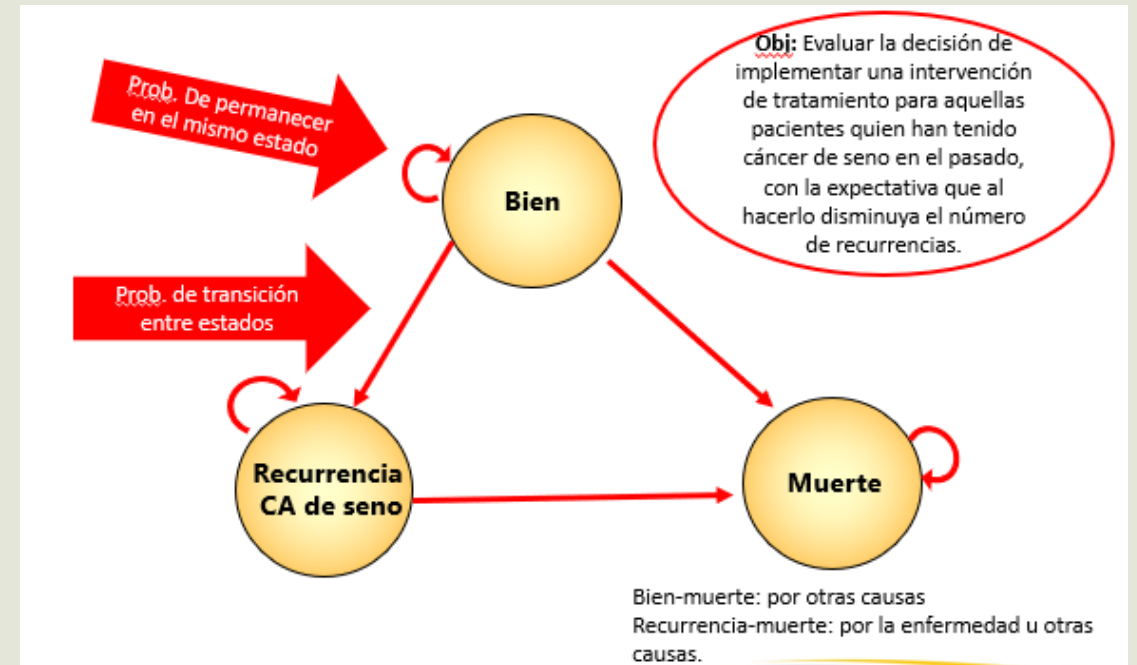 Prob. De permanecer
en el mismo estado
Obj: Evaluar la decisión de
implementar una intervención
de tratamiento para aquellas
pacientes quien han tenido
cáncer de seno en el pasado,
con la expectativa que al
hacerlo disminuya el número
de recurrencias.
Bien
Prob. de transición
entre estados
Recurrencia
CA de seno
Muerte
Bien-muerte: por otras causas
Recurrencia-muerte: por la enfermedad u otras
causas.